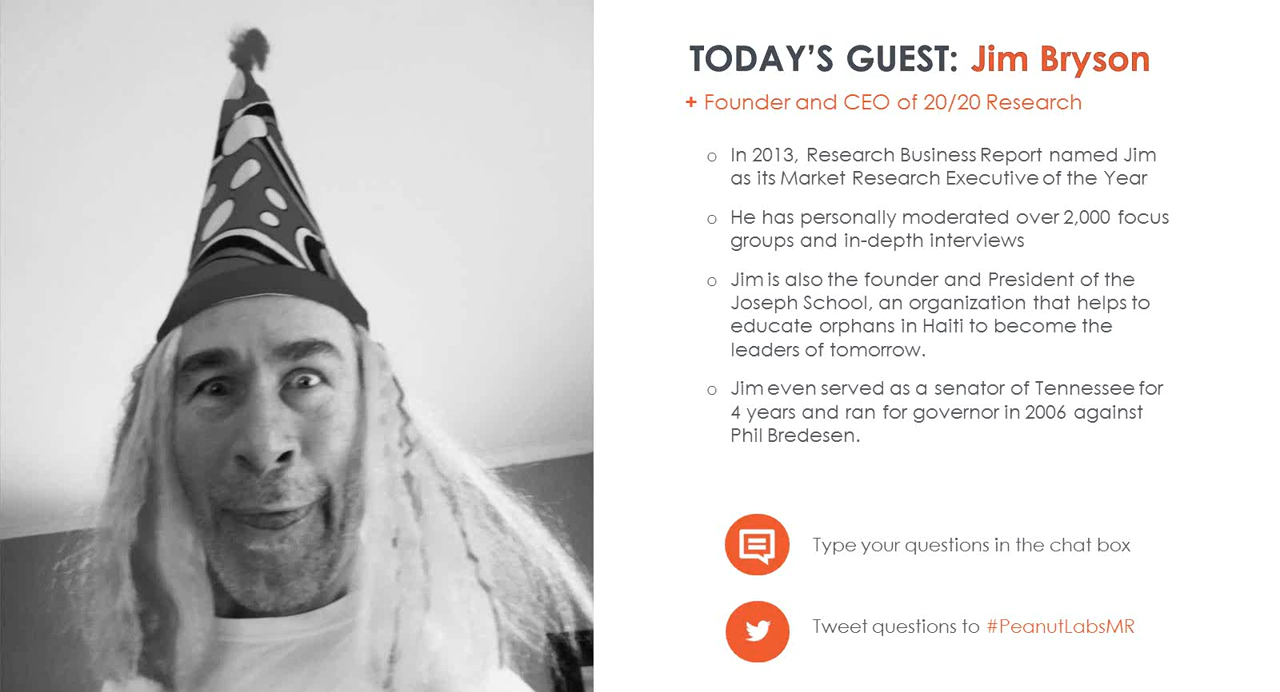 TODAY'S GUEST: Jim Bryson
+ Founder and CEO of 20/20 Research
o In 2013, Research Business Report named Jim
as its Market Research Executive of the Year
o He has personally moderated over 2,000 focus
groups and in-depth interviews
o Jim is also the founder and President of the
Joseph School, an organization that helps to
educate orphans in Haiti to become the
leaders of tomorrow.
o Jim even served as a senator of Tennessee for
4 years and ran for governor in 2006 against
Phil Bredesen.
Type your questions in the chat box
Tweet questions to #PeanutLabsMR